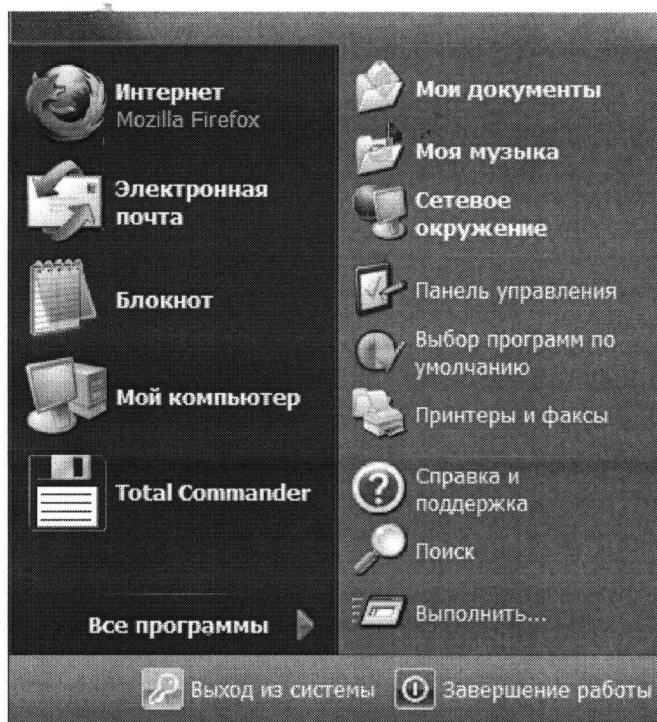 Интернет
Mozilla Firefox
Электронная
почта
Блокнот
Мой компьютер
Total Commander
Все программы
Мои документы
Моя музыка
Сетевое
окружение
Панель управления
Выбор программ по
умолчанию
Принтеры и факсы
Справка и
поддержка
Поиск
Выполнить...
Выход из системы
Завершение работы